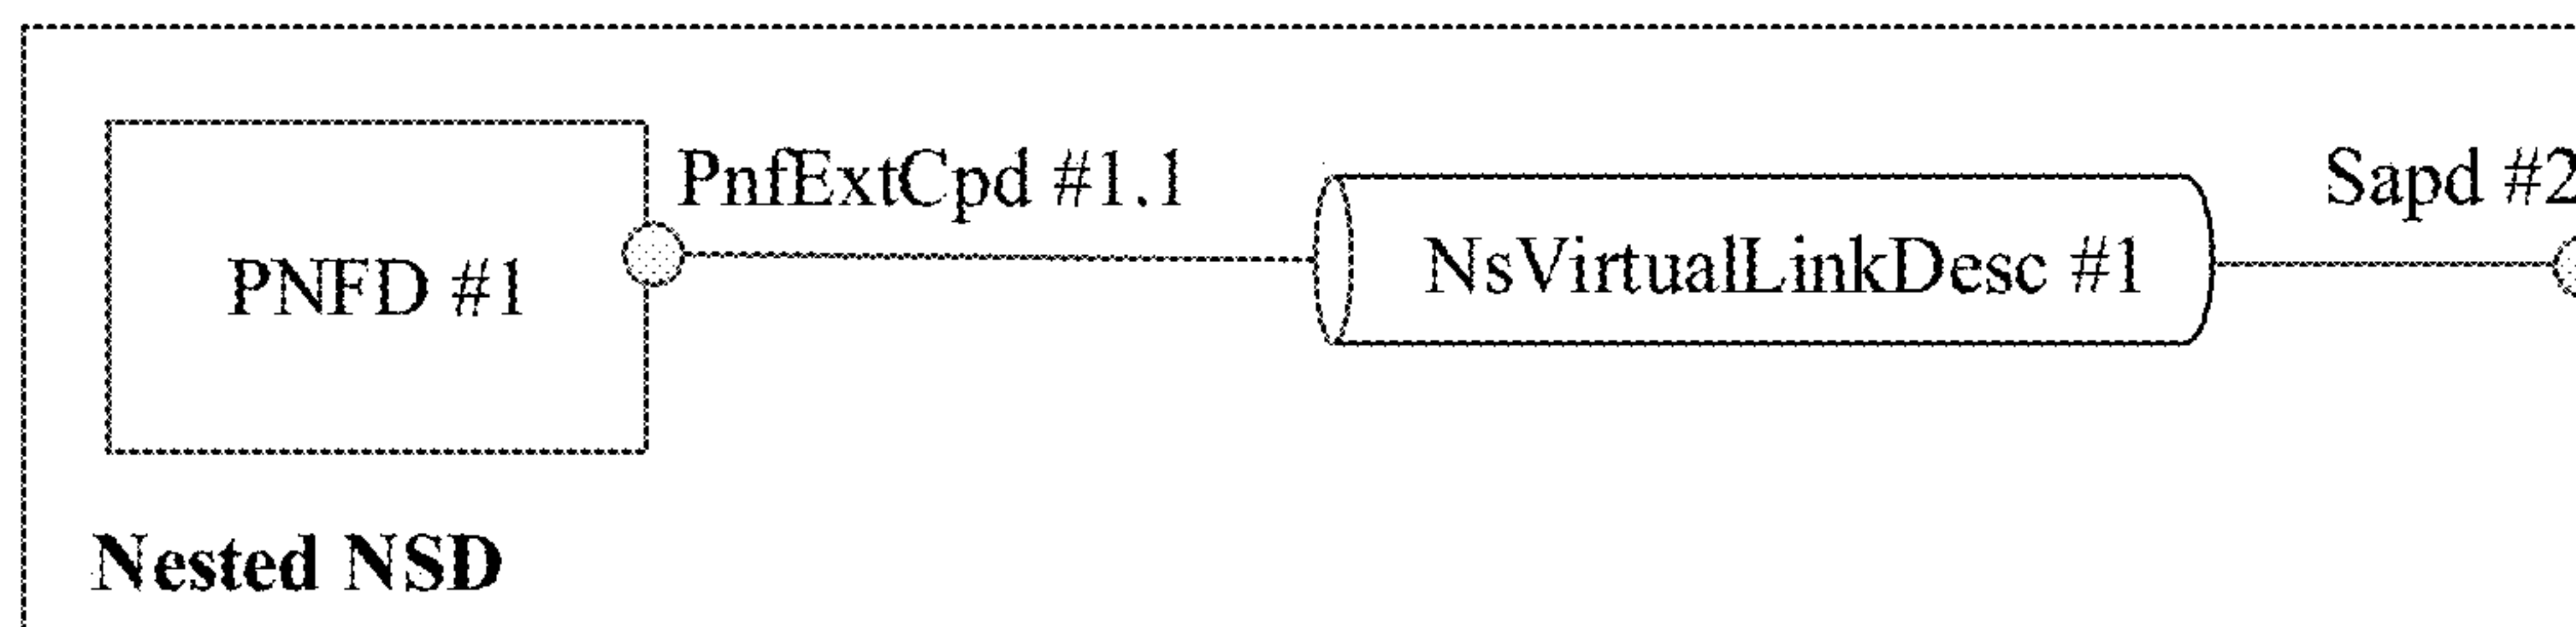 PnfExtCpd #1.1
Sapd #2
PNFD #1
NsVirtualLinkDesc #1
Nested NSD